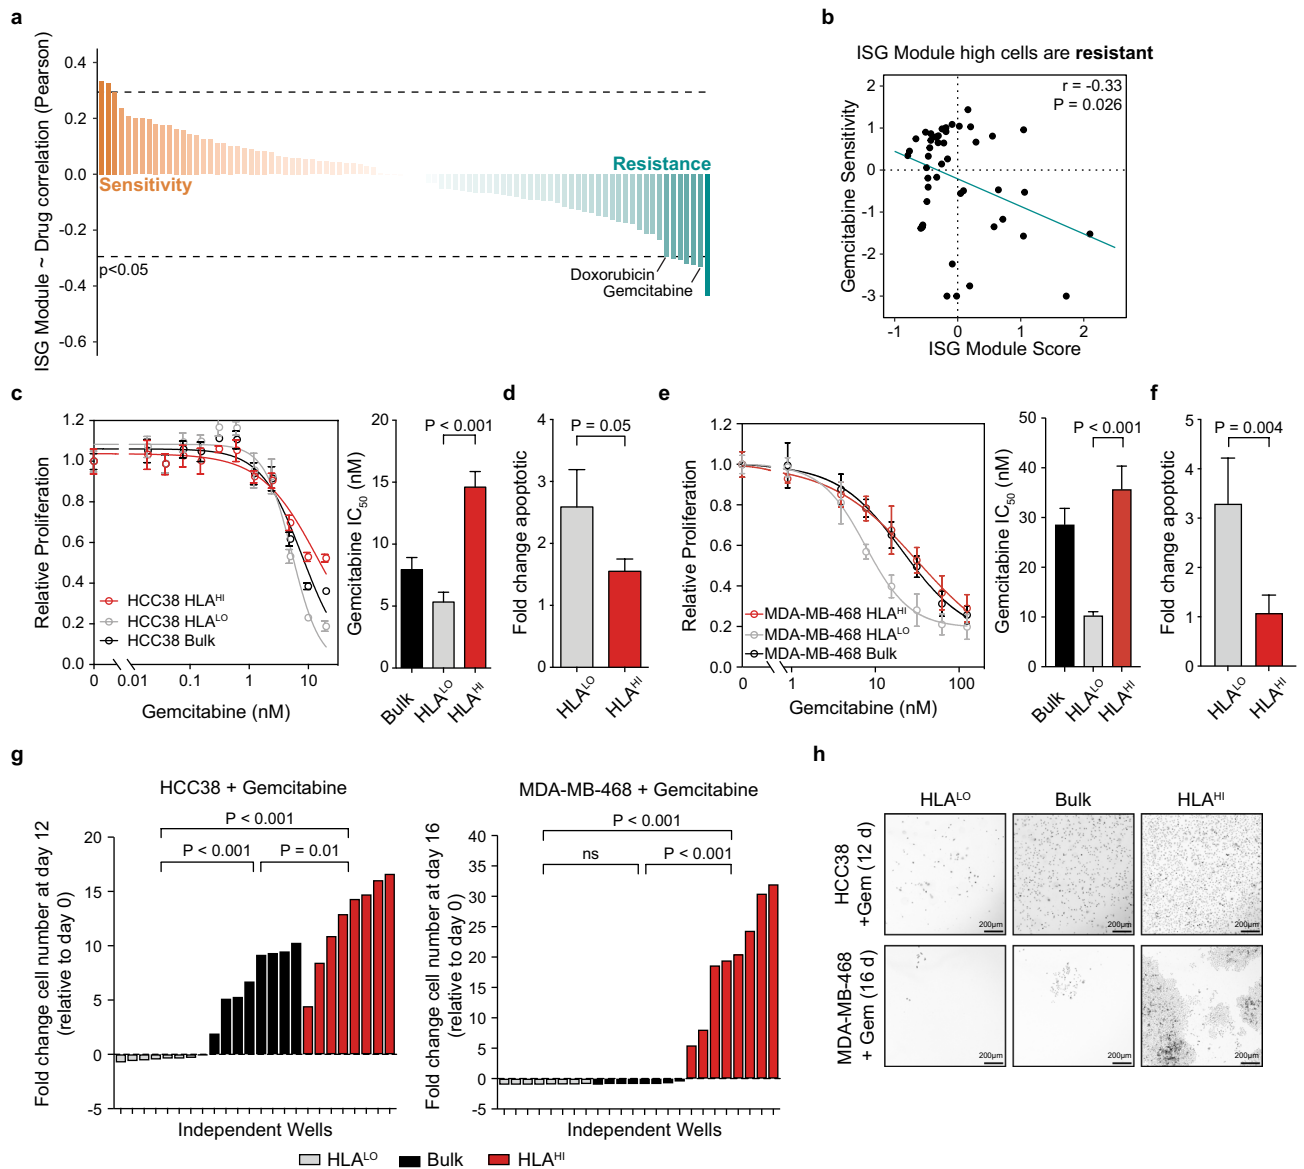 a
ISG Module ~ Drug correlation (Pearson)
0.4
0.2
0.0
-0.2
-0.4
-0.6
Sensitivity
Resistance
p<0.05
Doxorubicin
Gemcitabine
b
ISG Module high cells are resistant
r = -0.33
P = 0.026
Gemcitabine Sensitivity
2
1
0
-1
-2
-3
-1 0 1 2
ISG Module Score
c
Relative Proliferation
1.2
1.0
0.8
0.6
0.4
0.2
0.0
HCC38 HLAHI
HCC38 HLALO
HCC38 Bulk
0 0.01 0.1 1 10
Gemcitabine (nM)
Gemcitabine IC50 (nM)
20
15
10
5
0
P < 0.001
Bulk HLALO HLAHI
d
Fold change apoptotic
4
3
2
1
0
P = 0.05
HLALO HLAHI
e
Relative Proliferation
1.2
1.0
0.8
0.6
0.4
0.2
0.0
MDA-MB-468 HLAHI
MDA-MB-468 HLALO
MDA-MB-468 Bulk
0 1 10 100
Gemcitabine (nM)
Gemcitabine IC50 (nM)
50
40
30
20
10
0
P < 0.001
Bulk HLALO HLAHI
f
Fold change apoptotic
5
4
3
2
1
0
P = 0.004
HLALO HLAHI
g
HCC38 + Gemcitabine
Fold change cell number at day 12
(relative to day 0)
20
15
10
5
0
-5
P < 0.001
P < 0.001 P = 0.01
Independent Wells
MDA-MB-468 + Gemcitabine
Fold change cell number at day 16
(relative to day 0)
40
35
30
25
20
15
10
5
0
-5
P < 0.001
ns P < 0.001
Independent Wells
HLALO Bulk HLAHI
h
HLALO Bulk HLAHI
HCC38
+Gem (12 d)
200µm 200µm 200µm
MDA-MB-468
+ Gem (16 d)
200µm 200µm 200µm